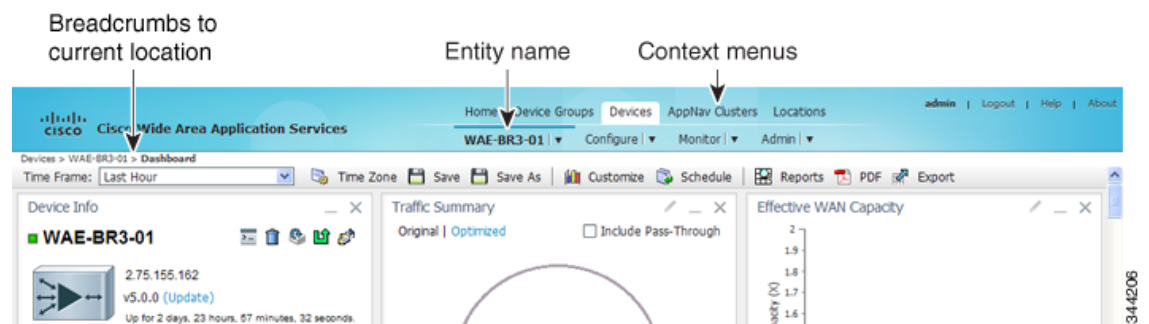 Breadcrumbs to
current location
Entity name
Context menus
Home Device Groups Devices AppNav Clusters Locations
admin | Logout | Help | About
cisco Cisco Wide Area Application Services
WAE-BR3-01 | Configure | Monitor | Admin |
Devices > WAE-BR3-01 > Dashboard
Time Frame: Last Hour Time Zone Save Save As | Customize Schedule | Reports PDF Export
Device Info
Traffic Summary
Effective WAN Capacity
WAE-BR3-01
Original | Optimized
Include Pass-Through
2.75.155.162
v5.0.0 (Update)
Up for 2 days, 23 hours, 57 minutes, 32 seconds.
2
1.9
1.8
1.7
1.6
acity (X)
344206